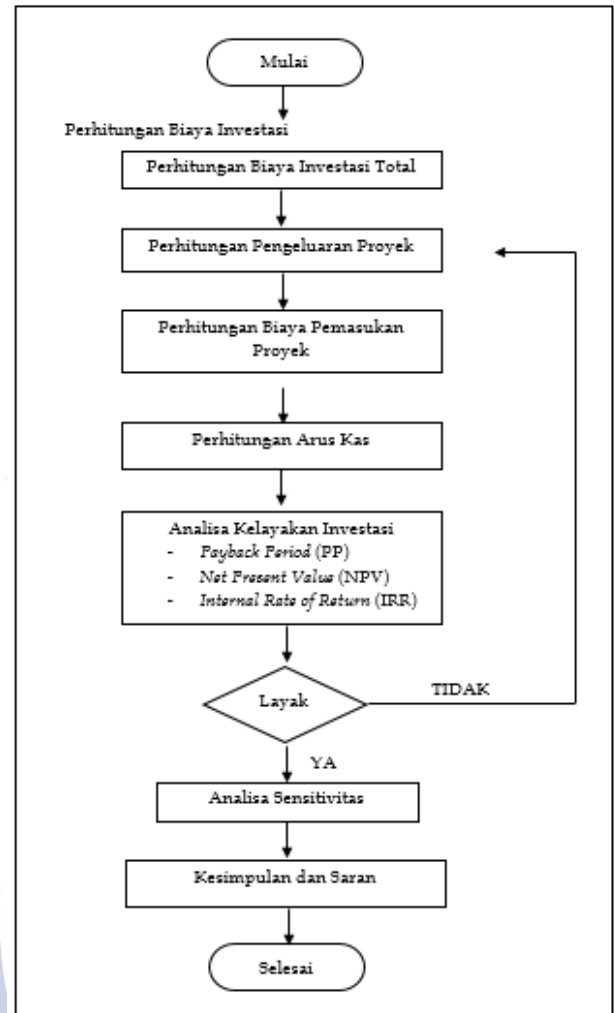 Mulai
Perhitungan Biaya Investasi
Perhitungan Biaya Investasi Total
Perhitungan Pengeluaran Proyek
Perhitungan Biaya Pemasukan
Proyek
Perhitungan Arus Kas
Analisa Kelayakan Investasi
- Payback Period (PP)
- Net Present Value (NPV)
- Internal Rate of Return (IRR)
Layak
TIDAK
YA
Analisa Sensitivitas
Kesimpulan dan Saran
Selesai